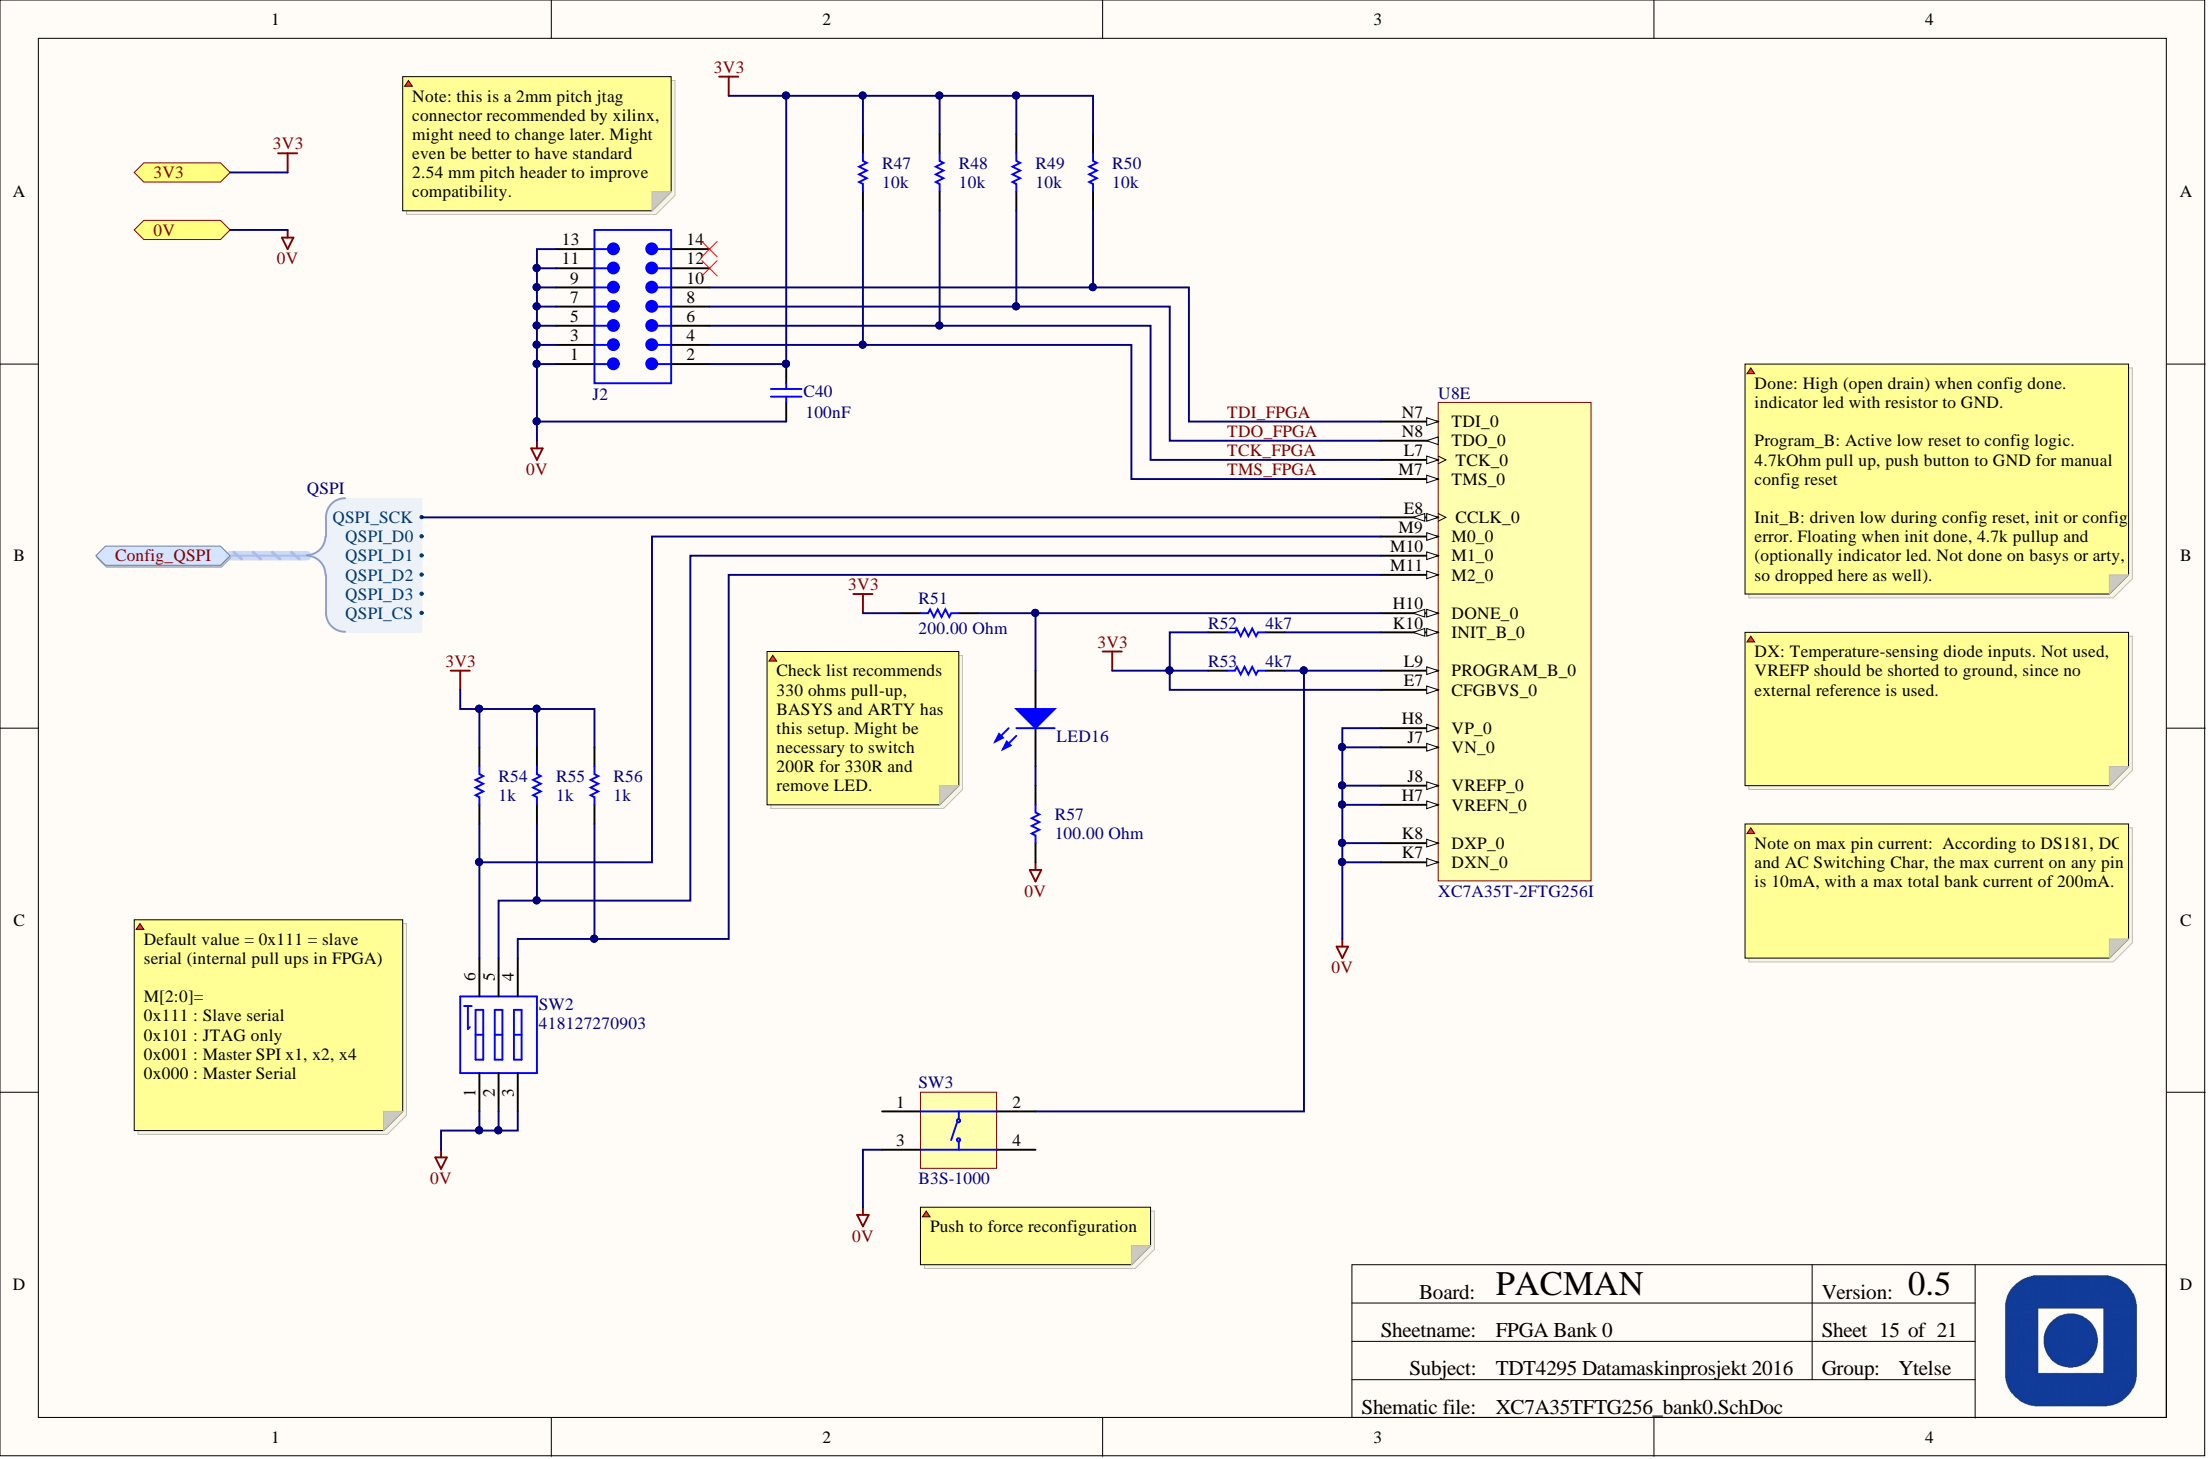 1 2 3 4
A
B
C
D
A
B
C
D
3V3
3V3
0V
0V
Note: this is a 2mm pitch jtag
connector recommended by xilinx,
might need to change later. Might
even be better to have standard
2.54 mm pitch header to improve
compatibility.
3V3
R47
10k
R48
10k
R49
10k
R50
10k
13 14
11 12
9 10
7 8
5 6
3 4
1 2
J2
C40
100nF
0V
U8E
TDI_FPGA N7 TDI_0
TDO_FPGA N8 TDO_0
TCK_FPGA L7 TCK_0
TMS_FPGA M7 TMS_0
E8 CCLK_0
M9 M0_0
M10 M1_0
M11 M2_0
H10 DONE_0
K10 INIT_B_0
L9 PROGRAM_B_0
E7 CFGBVS_0
H8 VP_0
J7 VN_0
J8 VREFP_0
H7 VREFN_0
K8 DXP_0
K7 DXN_0
XC7A35T-2FTG256I
0V
QSPI
Config_QSPI
QSPI_SCK
QSPI_D0
QSPI_D1
QSPI_D2
QSPI_D3
QSPI_CS
3V3
R51
200.00 Ohm
3V3
R52 4k7
R53 4k7
Check list recommends
330 ohms pull-up,
BASYS and ARTY has
this setup. Might be
necessary to switch
200R for 330R and
remove LED.
LED16
R57
100.00 Ohm
0V
3V3
R54
1k
R55
1k
R56
1k
6 5 4
SW2
418127270903
1 2 3
0V
Default value = 0x111 = slave
serial (internal pull ups in FPGA)
M[2:0]=
0x111 : Slave serial
0x101 : JTAG only
0x001 : Master SPI x1, x2, x4
0x000 : Master Serial
SW3
1 2
3 4
B3S-1000
0V
Push to force reconfiguration
Done: High (open drain) when config done.
indicator led with resistor to GND.
Program_B: Active low reset to config logic.
4.7kOhm pull up, push button to GND for manual
config reset
Init_B: driven low during config reset, init or config
error. Floating when init done, 4.7k pullup and
(optionally indicator led. Not done on basys or arty,
so dropped here as well).
DX: Temperature-sensing diode inputs. Not used,
VREFP should be shorted to ground, since no
external reference is used.
Note on max pin current: According to DS181, DC
and AC Switching Char, the max current on any pin
is 10mA, with a max total bank current of 200mA.
Board: PACMAN Version: 0.5
Sheetname: FPGA Bank 0 Sheet 15 of 21
Subject: TDT4295 Datamaskinprosjekt 2016 Group: Ytelse
Shematic file: XC7A35TFTG256_bank0.SchDoc
1 2 3 4